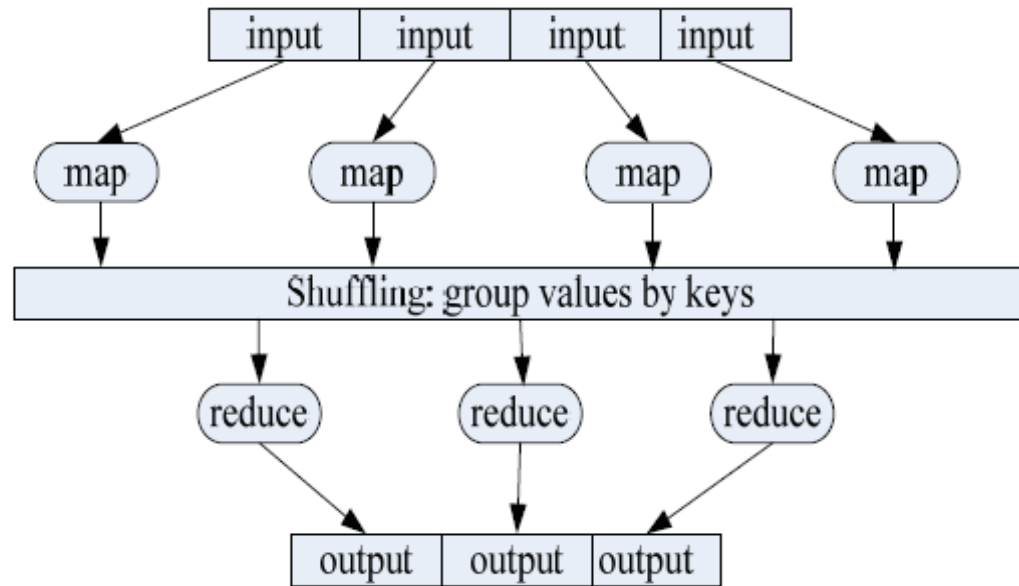 input input input input
map map map map
Shuffling: group values by keys
reduce reduce reduce
output output output